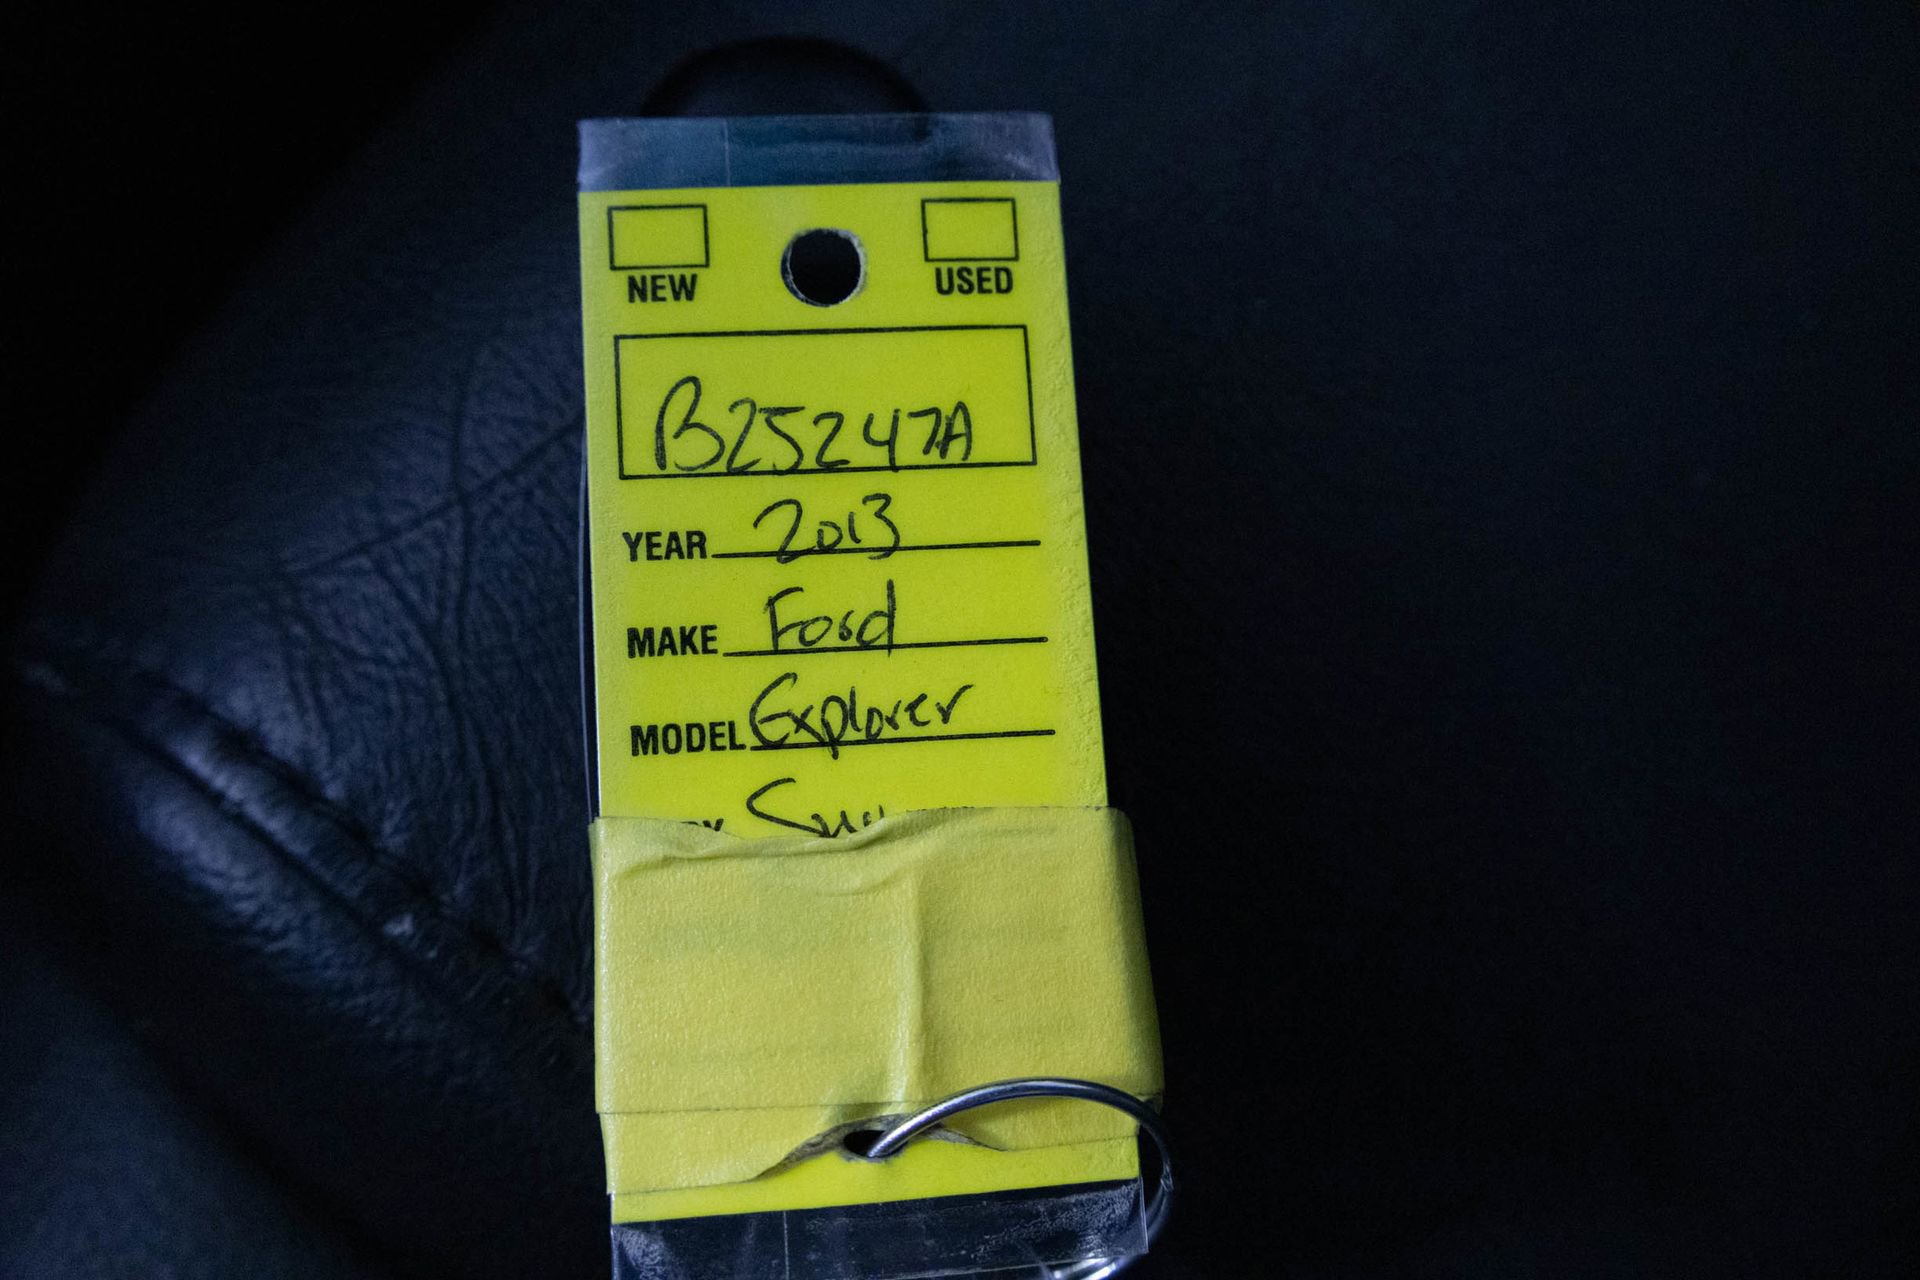 NEW USED
B25247A
YEAR 2013
MAKE Ford
MODEL Explorer